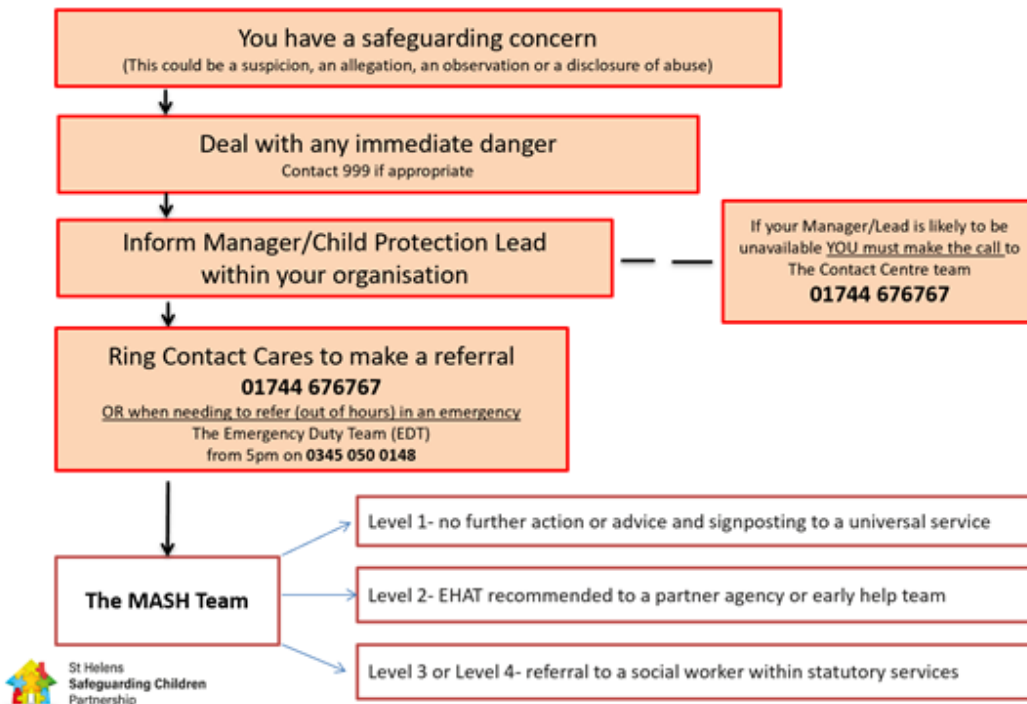 You have a safeguarding concern
(This could be a suspicion, an allegation, an observation or a disclosure of abuse)
Deal with any immediate danger
Contact 999 if appropriate
Inform Manager/Child Protection Lead
within your organisation
If your Manager/Lead is likely to be
unavailable YOU must make the call to
The Contact Centre team
01744 676767
Ring Contact Cares to make a referral
01744 676767
OR when needing to refer (out of hours) in an emergency
The Emergency Duty Team (EDT)
from 5pm on 0345 050 0148
The MASH Team
Level 1- no further action or advice and signposting to a universal service
Level 2- EHAT recommended to a partner agency or early help team
Level 3 or Level 4- referral to a social worker within statutory services
St Helens
Safeguarding Children
Partnership